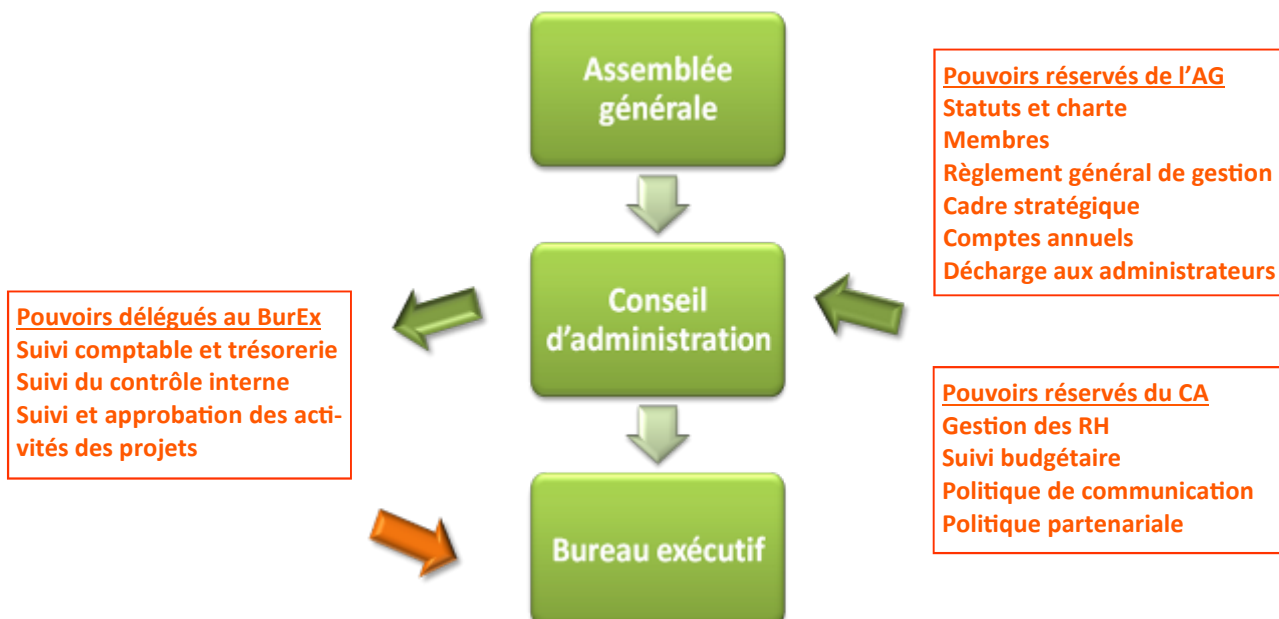 Assemblée
générale
Pouvoirs réservés de l’AG
Statuts et charte
Membres
Règlement général de gestion
Cadre stratégique
Comptes annuels
Décharge aux administrateurs
Conseil
d’administration
Pouvoirs délégués au BurEx
Suivi comptable et trésorerie
Suivi du contrôle interne
Suivi et approbation des acti-
vités des projets
Pouvoirs réservés du CA
Gestion des RH
Suivi budgétaire
Politique de communication
Politique partenariale
Bureau exécutif